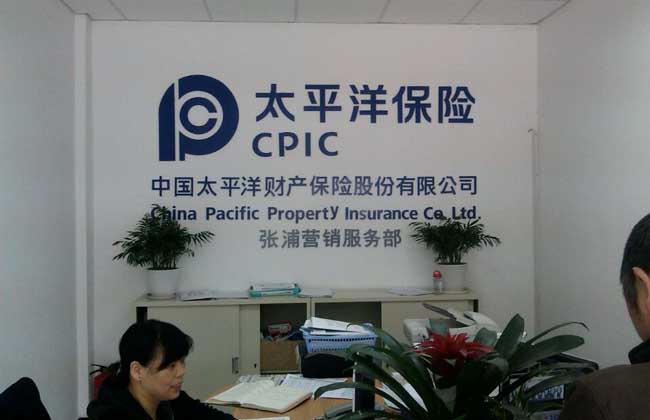 太平洋保险
CPIC
中国太平洋财产保险股份有限公司
China Pacific Property Insurance Co.,Ltd
张浦营销服务部